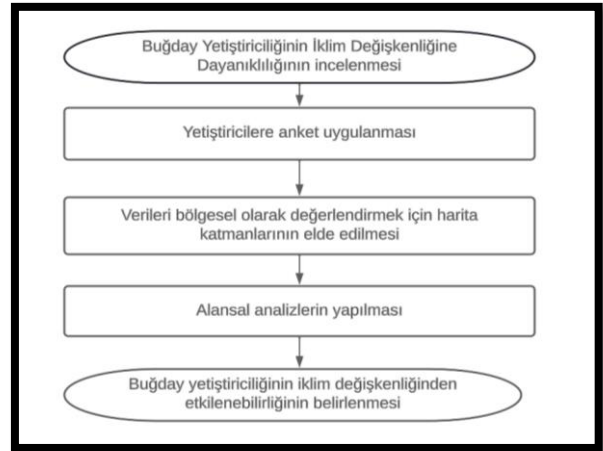 Buğday Yetiştiriciliğinin İklim Değişkenliğine
Dayanıklılığının incelenmesi
Yetiştiricilere anket uygulanması
Verileri bölgesel olarak değerlendirmek için harita
katmanlarının elde edilmesi
Alansal analizlerin yapılması
Buğday yetiştiriciliğinin iklim değişkenliğinden
etkilenebilirliğinin belirlenmesi